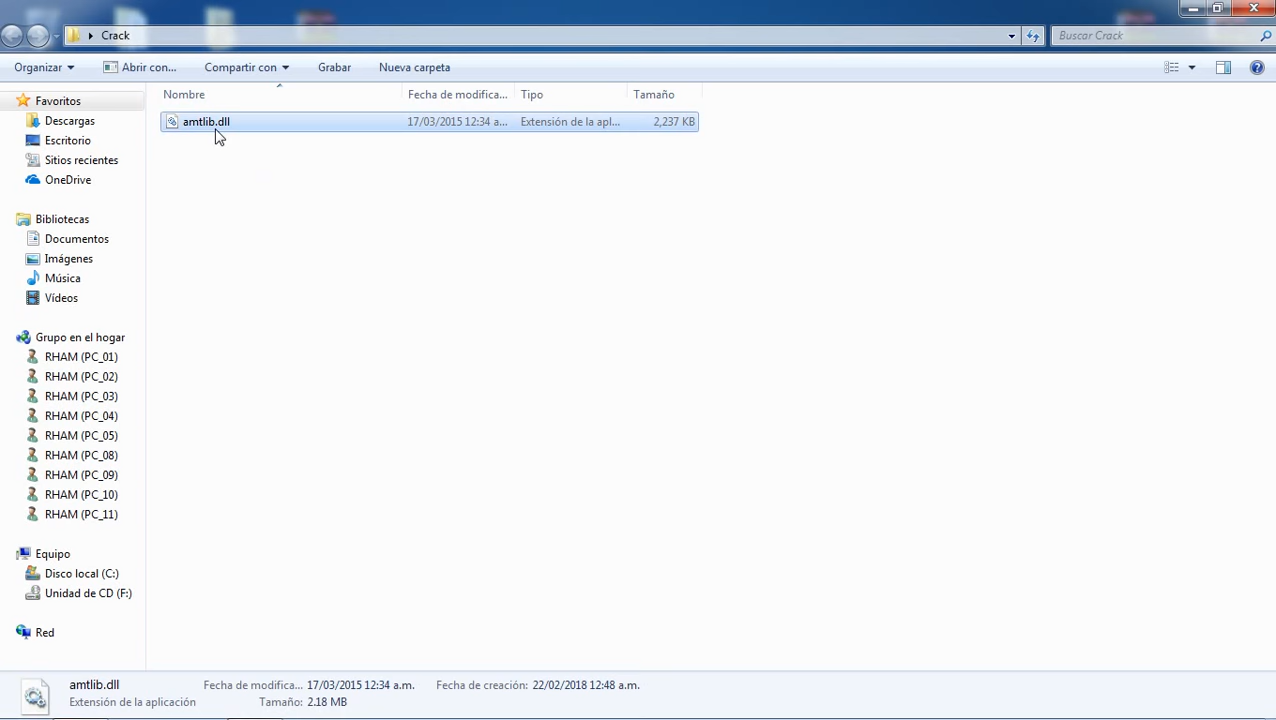 Crack
Buscar Crack
Organizar
Abrir con...
Compartir con
Grabar
Nueva carpeta
Nombre
Fecha de modifica...
Tipo
Tamaño
amtlib.dll
17/03/2015 12:34 a...
Extensión de la apl...
2,237 KB
Favoritos
Descargas
Escritorio
Sitios recientes
OneDrive
Bibliotecas
Documentos
Imágenes
Música
Vídeos
Grupo en el hogar
RHAM (PC_01)
RHAM (PC_02)
RHAM (PC_03)
RHAM (PC_04)
RHAM (PC_05)
RHAM (PC_08)
RHAM (PC_09)
RHAM (PC_10)
RHAM (PC_11)
Equipo
Disco local (C:)
Unidad de CD (F:)
Red
amtlib.dll
Fecha de modifica... 17/03/2015 12:34 a.m.
Fecha de creación: 22/02/2018 12:48 a.m.
Extensión de la aplicación
Tamaño: 2.18 MB